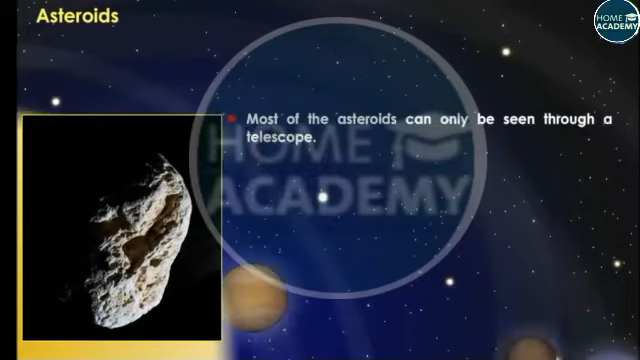 Asteroids
HOME
ACADEMY
Most of the asteroids can only be seen through a
telescope.
HOME
ACADEMY